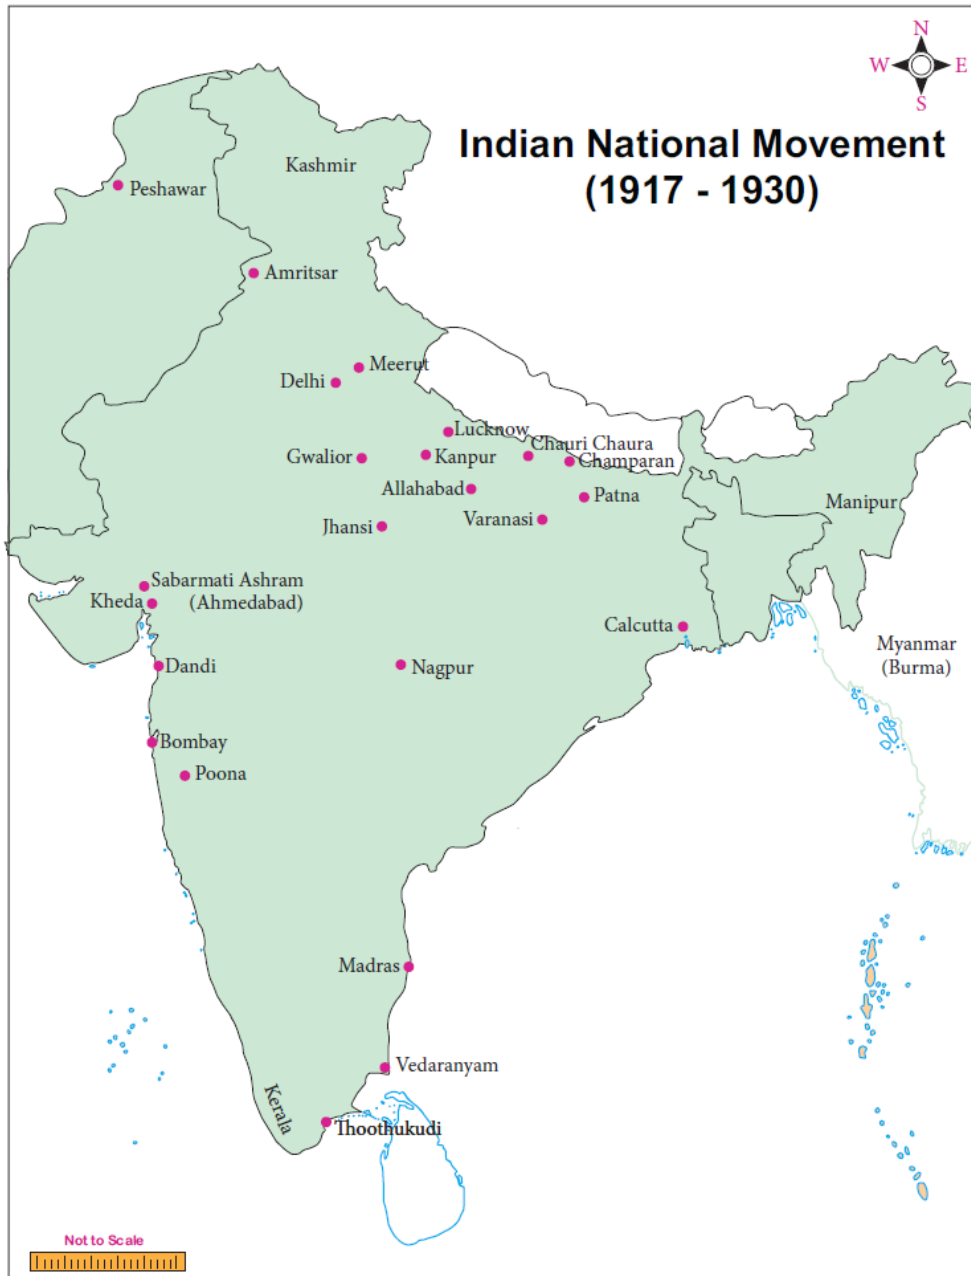 N
W
E
S
Indian National Movement
(1917 - 1930)
Kashmir
Peshawar
Amritsar
Meerut
Delhi
Lucknow
Chauri Chaura
Gwalior
Kanpur
Champaran
Allahabad
Patna
Manipur
Jhansi
Varanasi
Sabarmati Ashram
(Ahmedabad)
Kheda
Calcutta
Myanmar
(Burma)
Dandi
Nagpur
Bombay
Poona
Madras
Vedaranyam
Kerala
Thoothukudi
Not to Scale